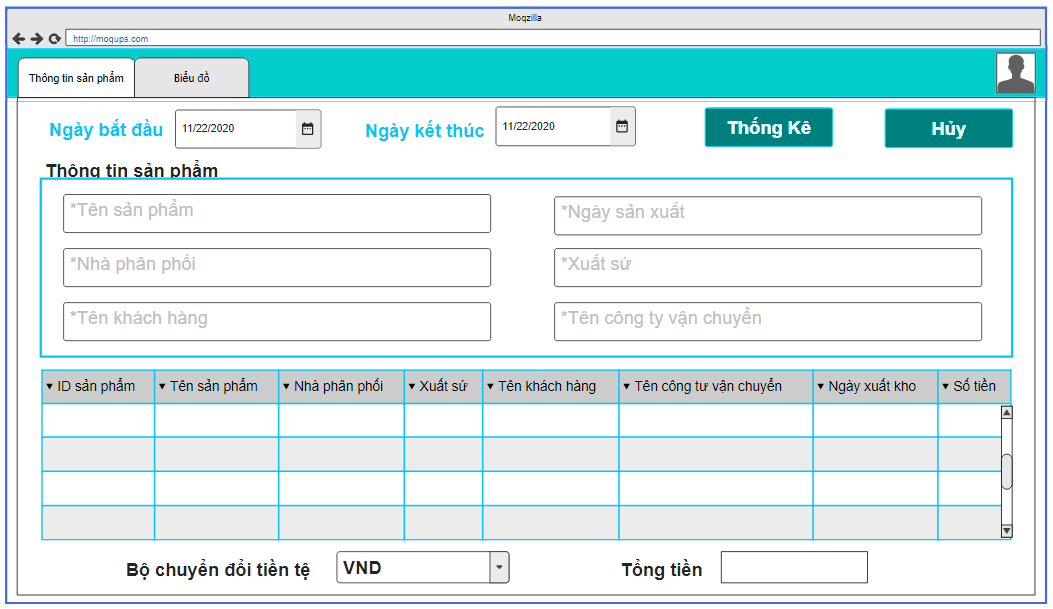 Moqzilla
http://moqups.com
Thông tin sản phẩm Biểu đồ
Ngày bắt đầu 11/22/2020 Ngày kết thúc 11/22/2020 Thống Kê Hủy
Thông tin sản phẩm
*Tên sản phẩm *Ngày sản xuất
*Nhà phân phối *Xuất sứ
*Tên khách hàng *Tên công ty vận chuyển
ID sản phẩm Tên sản phẩm Nhà phân phối Xuất sứ Tên khách hàng Tên công tư vận chuyển Ngày xuất kho Số tiền
Bộ chuyển đổi tiền tệ VND Tổng tiền